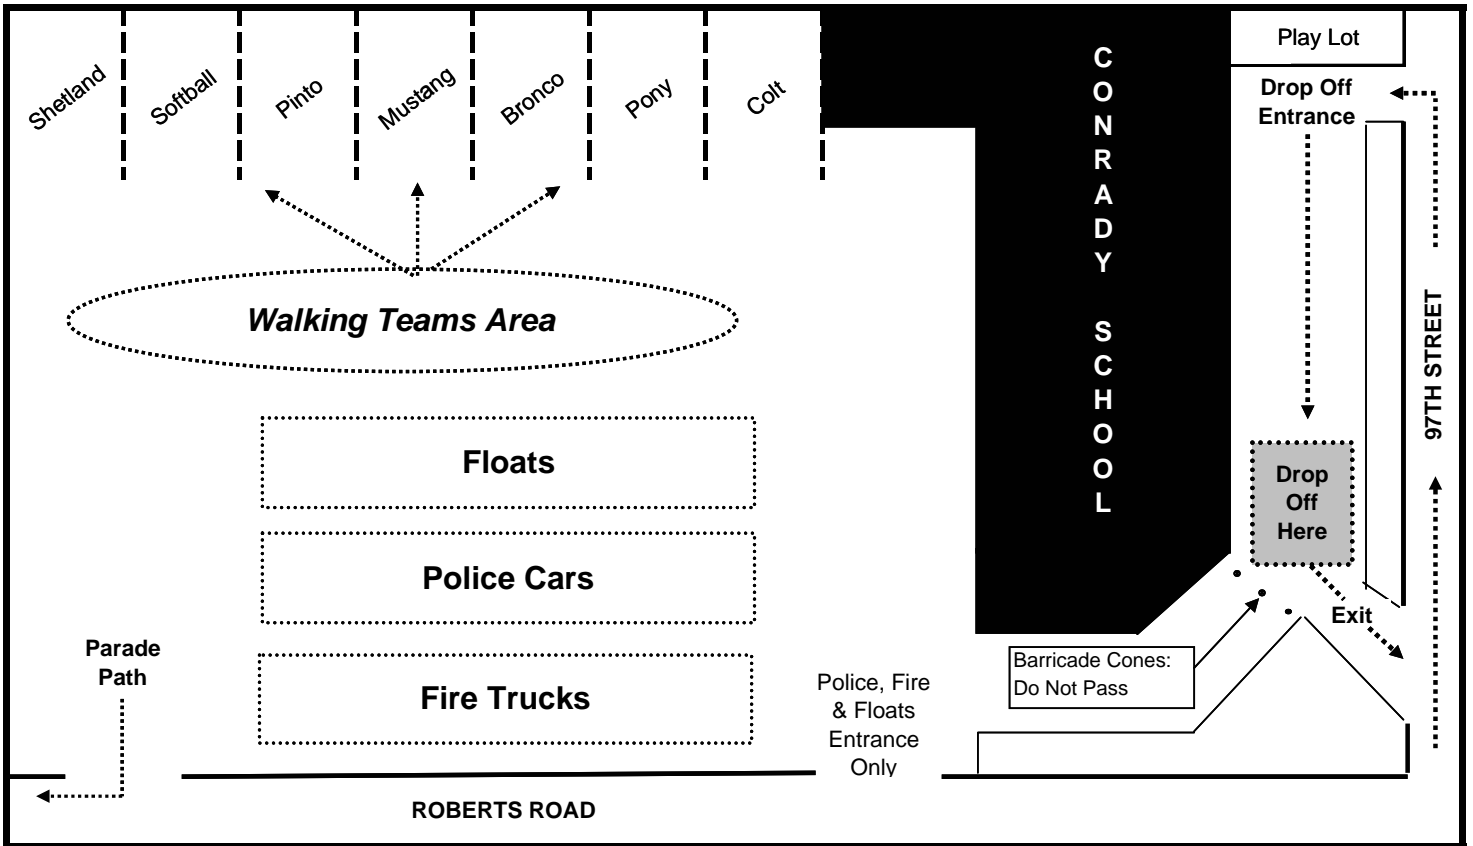 Shetland
Softball
Pinto
Mustang
Bronco
Pony
Colt
CONRADY SCHOOL
Play Lot
Drop Off
Entrance
97TH STREET
Walking Teams Area
Floats
Police Cars
Fire Trucks
Drop
Off
Here
Exit
Barricade Cones:
Do Not Pass
Parade
Path
Police, Fire
& Floats
Entrance
Only
ROBERTS ROAD